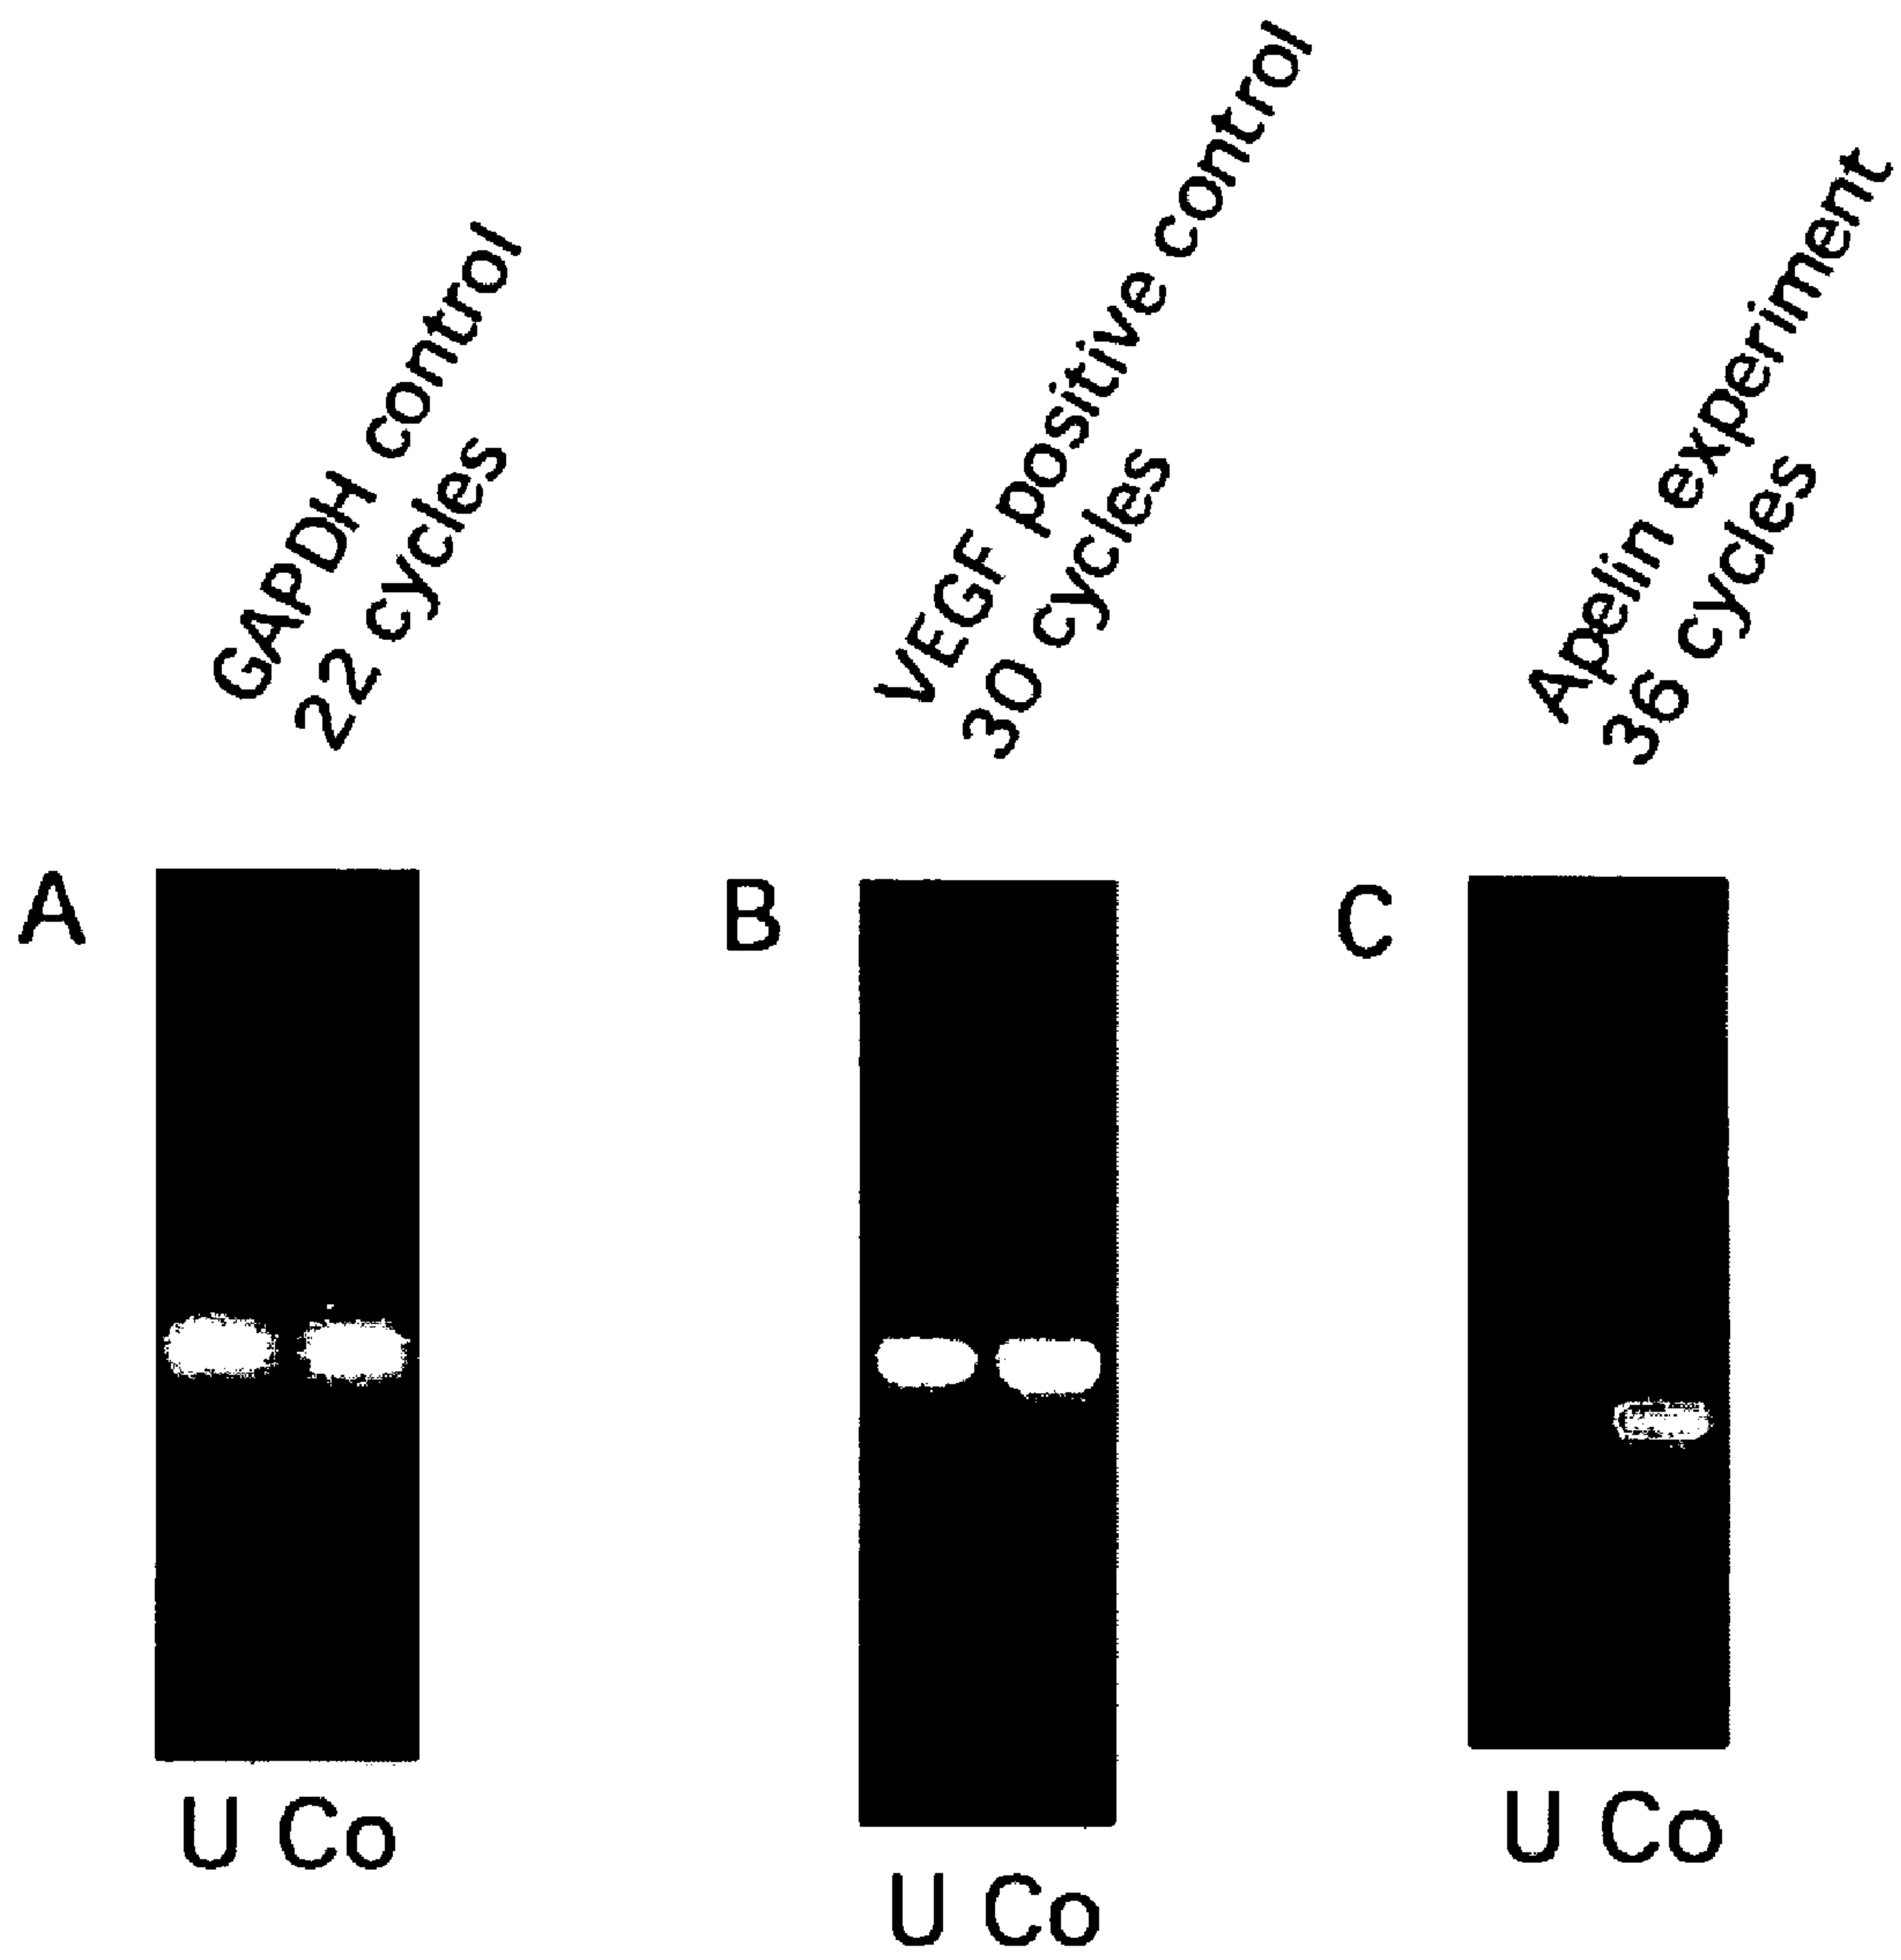 GAPDH control
22 cycles
VEGF positive control
30 cycles
Apelin experiment
36 cycles
A
B
C
U Co
U Co
U Co